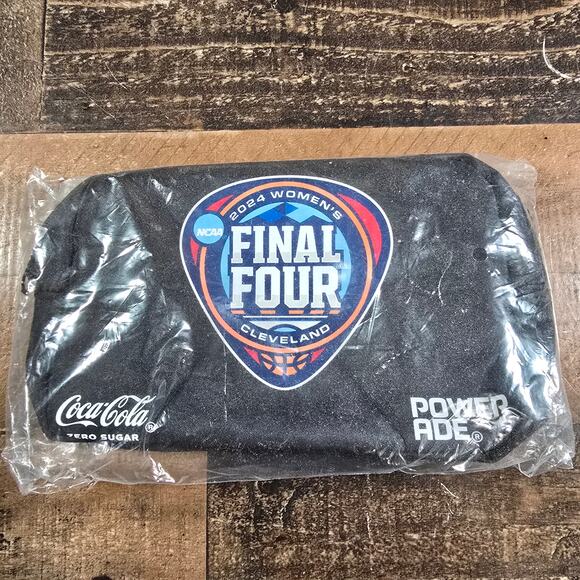 2024 WOMEN'S
NCAA
FINAL
FOUR
CLEVELAND
Coca-Cola®
ZERO SUGAR
POWER
ADE®